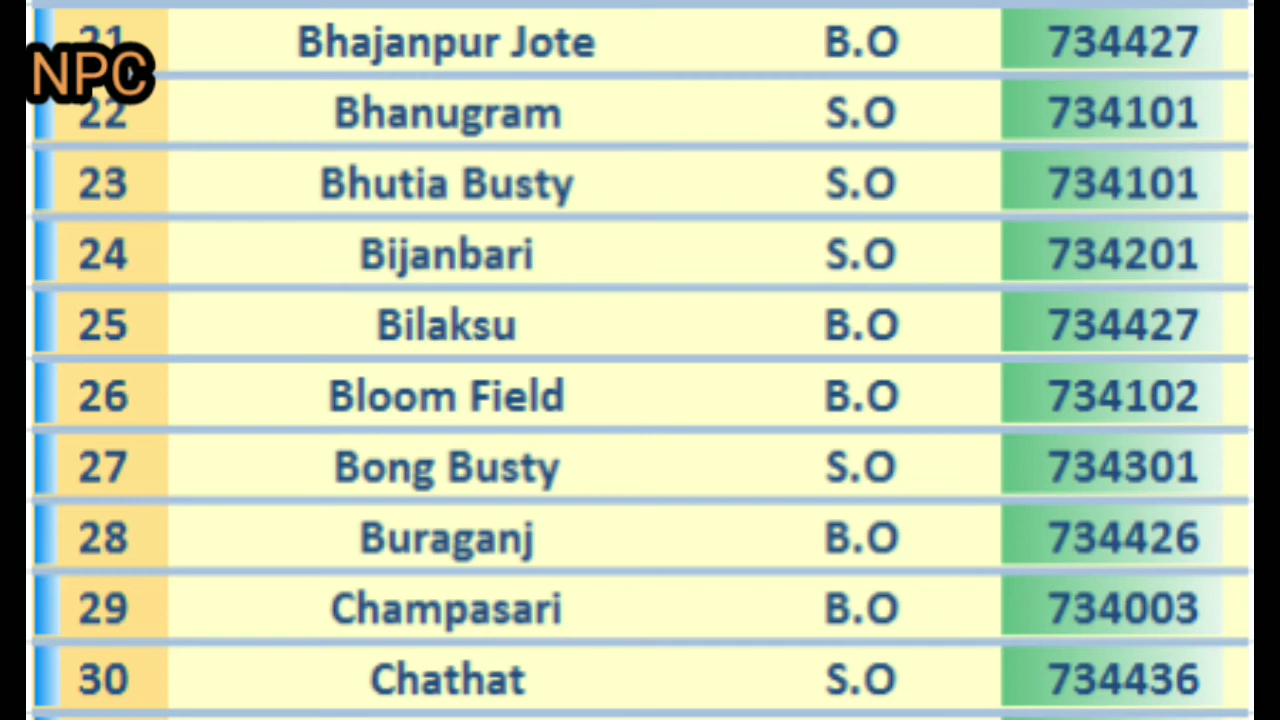 21 Bhajanpur Jote B.O 734427
NPC
22 Bhanugram S.O 734101
23 Bhutia Busty S.O 734101
24 Bijanbari S.O 734201
25 Bilaksu B.O 734427
26 Bloom Field B.O 734102
27 Bong Busty S.O 734301
28 Buraganj B.O 734426
29 Champasari B.O 734003
30 Chathat S.O 734436